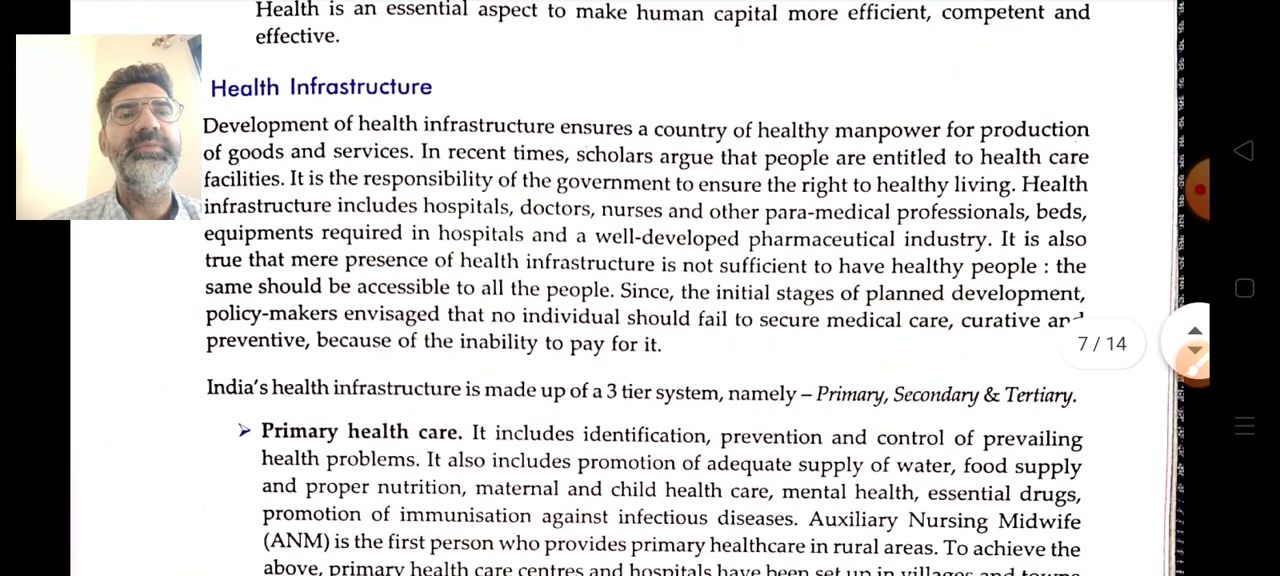 Health is an essential aspect to make human capital more efficient, competent and
effective.
Health Infrastructure
Development of health infrastructure ensures a country of healthy manpower for production
of goods and services. In recent times, scholars argue that people are entitled to health care
facilities. It is the responsibility of the government to ensure the right to healthy living. Health
infrastructure includes hospitals, doctors, nurses and other para-medical professionals, beds,
equipments required in hospitals and a well-developed pharmaceutical industry. It is also
true that mere presence of health infrastructure is not sufficient to have healthy people : the
same should be accessible to all the people. Since, the initial stages of planned development,
policy-makers envisaged that no individual should fail to secure medical care, curative and
preventive, because of the inability to pay for it.
7 / 14
India's health infrastructure is made up of a 3 tier system, namely – Primary, Secondary & Tertiary.
➢ Primary health care. It includes identification, prevention and control of prevailing
health problems. It also includes promotion of adequate supply of water, food supply
and proper nutrition, maternal and child health care, mental health, essential drugs,
promotion of immunisation against infectious diseases. Auxiliary Nursing Midwife
(ANM) is the first person who provides primary healthcare in rural areas. To achieve the
above, primary health care centres and hospitals have been set up in villages and towns